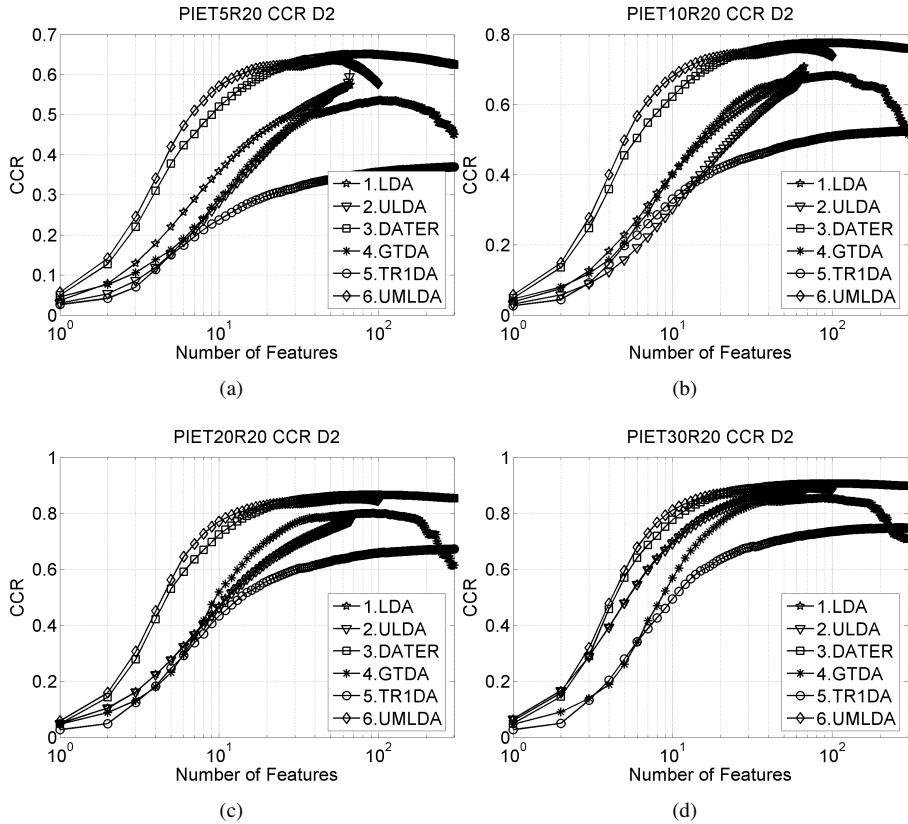 (a)
PIET5R20 CCR D2
0.7
0.6
0.5
0.4
0.3
0.2
0.1
0
CCR
1.LDA
2.ULDA
3.DATER
4.GTDA
5.TR1DA
6.UMLDA
10^0
10^1
10^2
Number of Features
(a)
(b)
PIET10R20 CCR D2
0.8
0.6
0.4
0.2
0
CCR
1.LDA
2.ULDA
3.DATER
4.GTDA
5.TR1DA
6.UMLDA
10^0
10^1
10^2
Number of Features
(b)
PIET20R20 CCR D2
1
0.8
0.6
0.4
0.2
0
CCR
1.LDA
2.ULDA
3.DATER
4.GTDA
5.TR1DA
6.UMLDA
10^0
10^1
10^2
Number of Features
(c)
PIET30R20 CCR D2
1
0.8
0.6
0.4
0.2
0
CCR
1.LDA
2.ULDA
3.DATER
4.GTDA
5.TR1DA
6.UMLDA
10^0
10^1
10^2
Number of Features
(d)